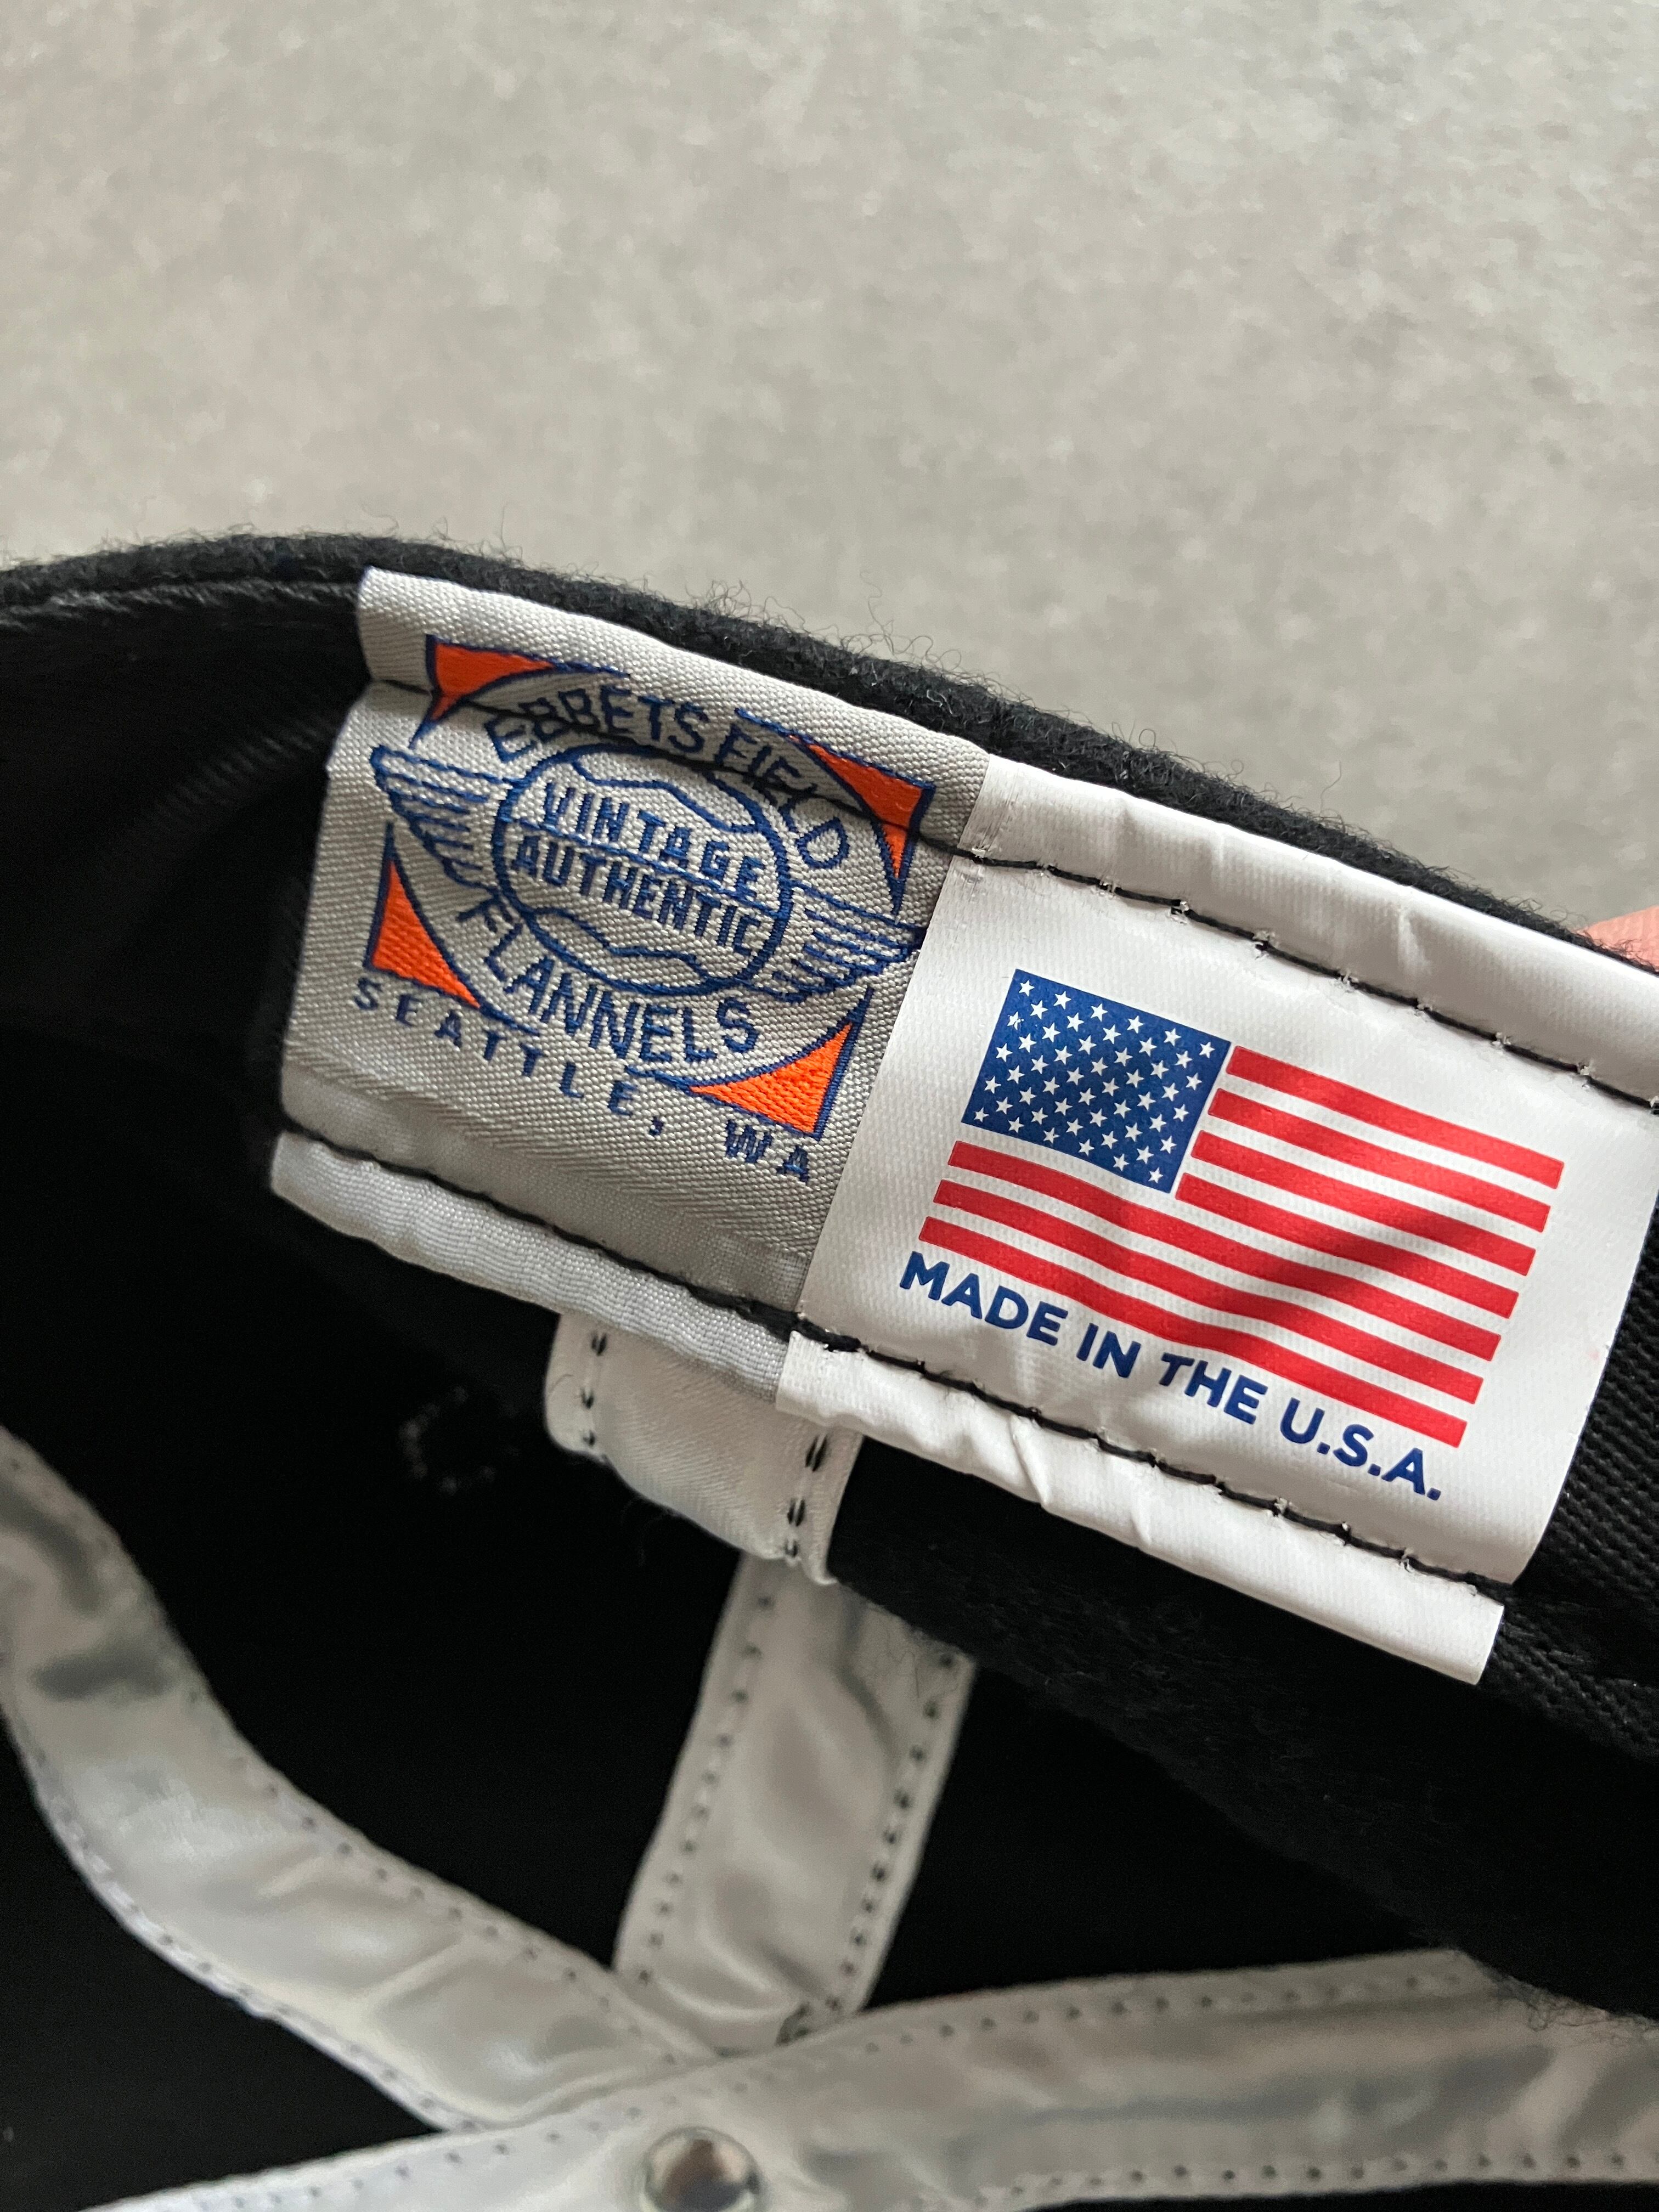 EBBETS FIELD
VINTAGE
AUTHENTIC
FLANNELS
SEATTLE, WA
MADE IN THE U.S.A.